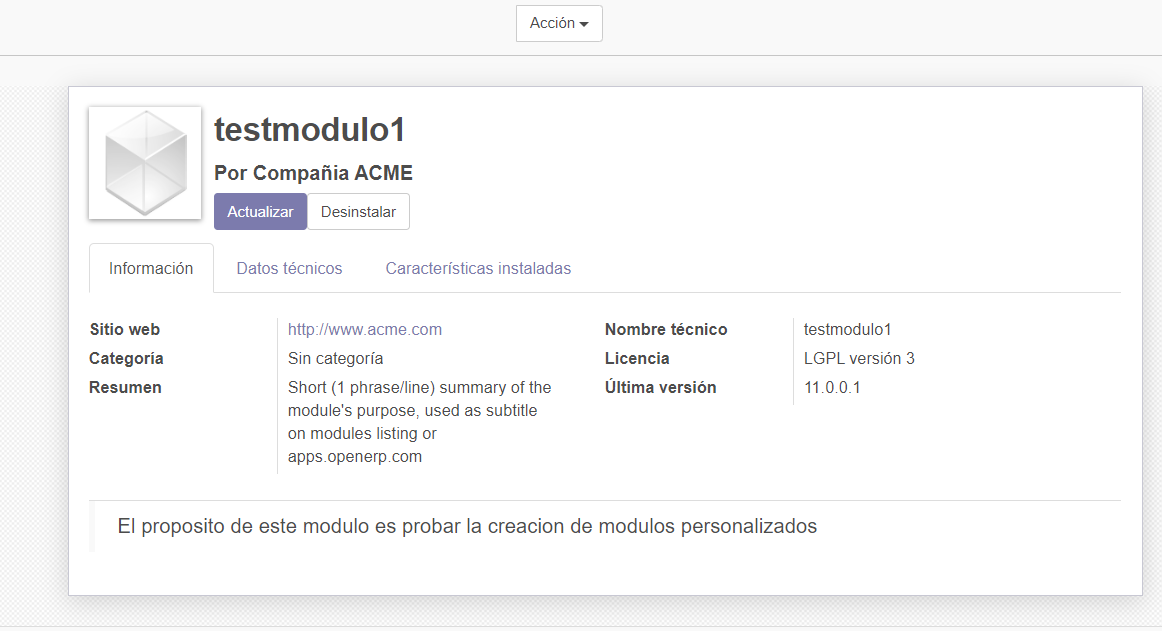 Acción
testmodulo1
Por Compañia ACME
Actualizar Desinstalar
Información Datos técnicos Características instaladas
Sitio web http://www.acme.com Nombre técnico testmodulo1
Categoría Sin categoría Licencia LGPL versión 3
Resumen Short (1 phrase/line) summary of the Última versión 11.0.0.1
module's purpose, used as subtitle
on modules listing or
apps.openerp.com
El proposito de este modulo es probar la creacion de modulos personalizados